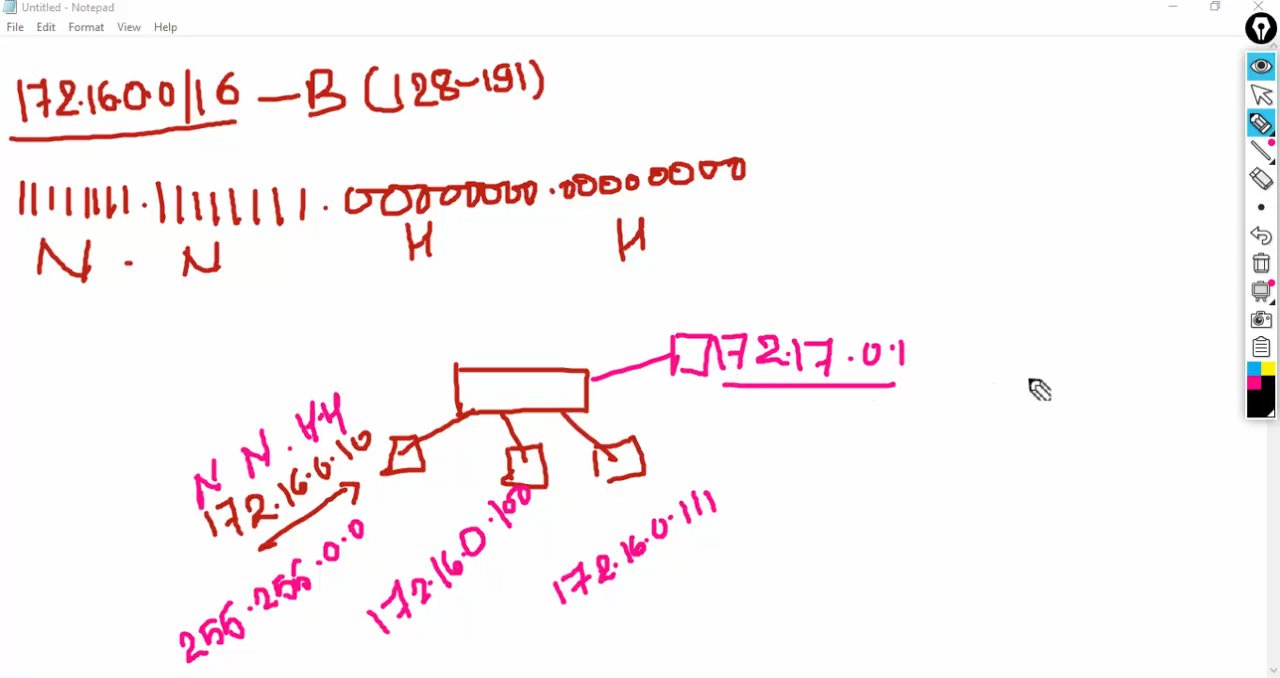 Untitled - Notepad
File Edit Format View Help
172.16.0.0/16 — B (128-191)
11111111.11111111.00000000.00000000
N . N H H
172.17.0.1
N N . H.H
172.16.0.10
255.255.0.0
172.16.0.100
172.16.0.111